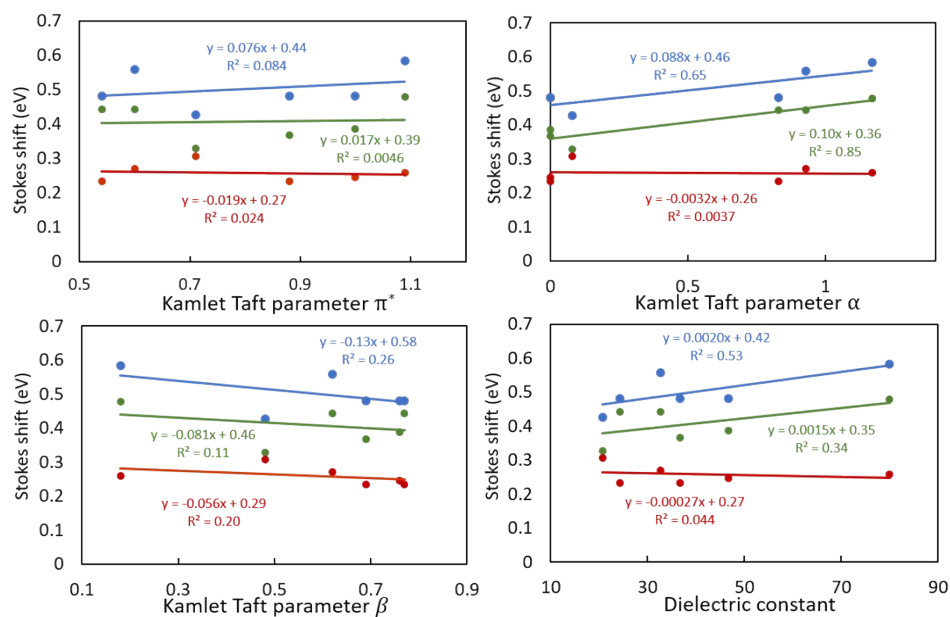 0.7
0.6
0.5
0.4
0.3
0.2
0.1
0
Stokes shift (eV)
y = 0.076x + 0.44
R² = 0.084
y = 0.017x + 0.39
R² = 0.0046
y = -0.019x + 0.27
R² = 0.024
0.5 0.7 0.9 1.1
Kamlet Taft parameter π*
0.7
0.6
0.5
0.4
0.3
0.2
0.1
0
Stokes shift (eV)
y = 0.088x + 0.46
R² = 0.65
y = 0.10x + 0.36
R² = 0.85
y = -0.0032x + 0.26
R² = 0.0037
0 1
Kamlet Taft parameter α
0.7
0.6
0.5
0.4
0.3
0.2
0.1
0
Stokes shift (eV)
y = -0.13x + 0.58
R² = 0.26
y = -0.081x + 0.46
R² = 0.11
y = -0.056x + 0.29
R² = 0.20
0.1 0.3 0.5 0.7 0.9
Kamlet Taft parameter β
0.7
0.6
0.5
0.4
0.3
0.2
0.1
0
Stokes shift (eV)
y = 0.0020x + 0.42
R² = 0.53
y = 0.0015x + 0.35
R² = 0.34
y = -0.00027x + 0.27
R² = 0.044
10 30 50 70 90
Dielectric constant